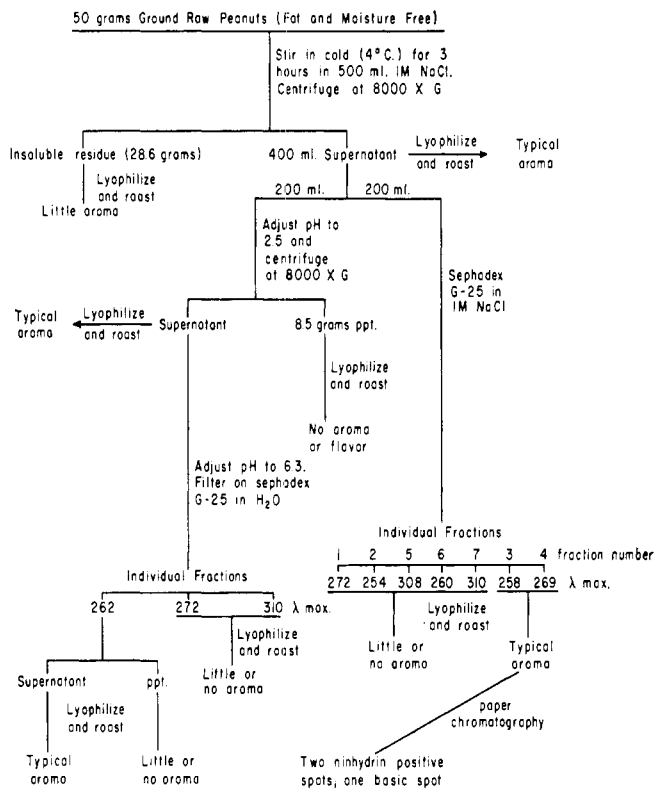 50 grams Ground Raw Peanuts (Fat and Moisture Free)
Stir in cold (4° C.) for 3
hours in 500 ml. 1M NaCl.
Centrifuge at 8000 X G
Insoluble residue (28.6 grams)
Lyophilize
and roast
Little aroma
400 ml. Supernatant
Lyophilize
and roast
Typical
aroma
200 ml.
200 ml.
Adjust pH to
2.5 and
centrifuge
at 8000 X G
Sephadex
G-25 in
1M NaCl
Typical
aroma
Lyophilize
and roast
Supernatant
8.5 grams ppt.
Lyophilize
and roast
No aroma
or flavor
Adjust pH to 6.3.
Filter on sephadex
G-25 in H₂O
Individual Fractions
1 2 5 6 7 3 4 fraction number
272 254 308 260 310 258 269 λ max.
Lyophilize
and roast
Little or
no aroma
Typical
aroma
paper
chromatography
Two ninhydrin positive
spots; one basic spot
Individual Fractions
262 272 310 λ max.
Lyophilize
and roast
Little or
no aroma
Supernatant ppt.
Lyophilize
and roast
Typical
aroma
Little or
no aroma